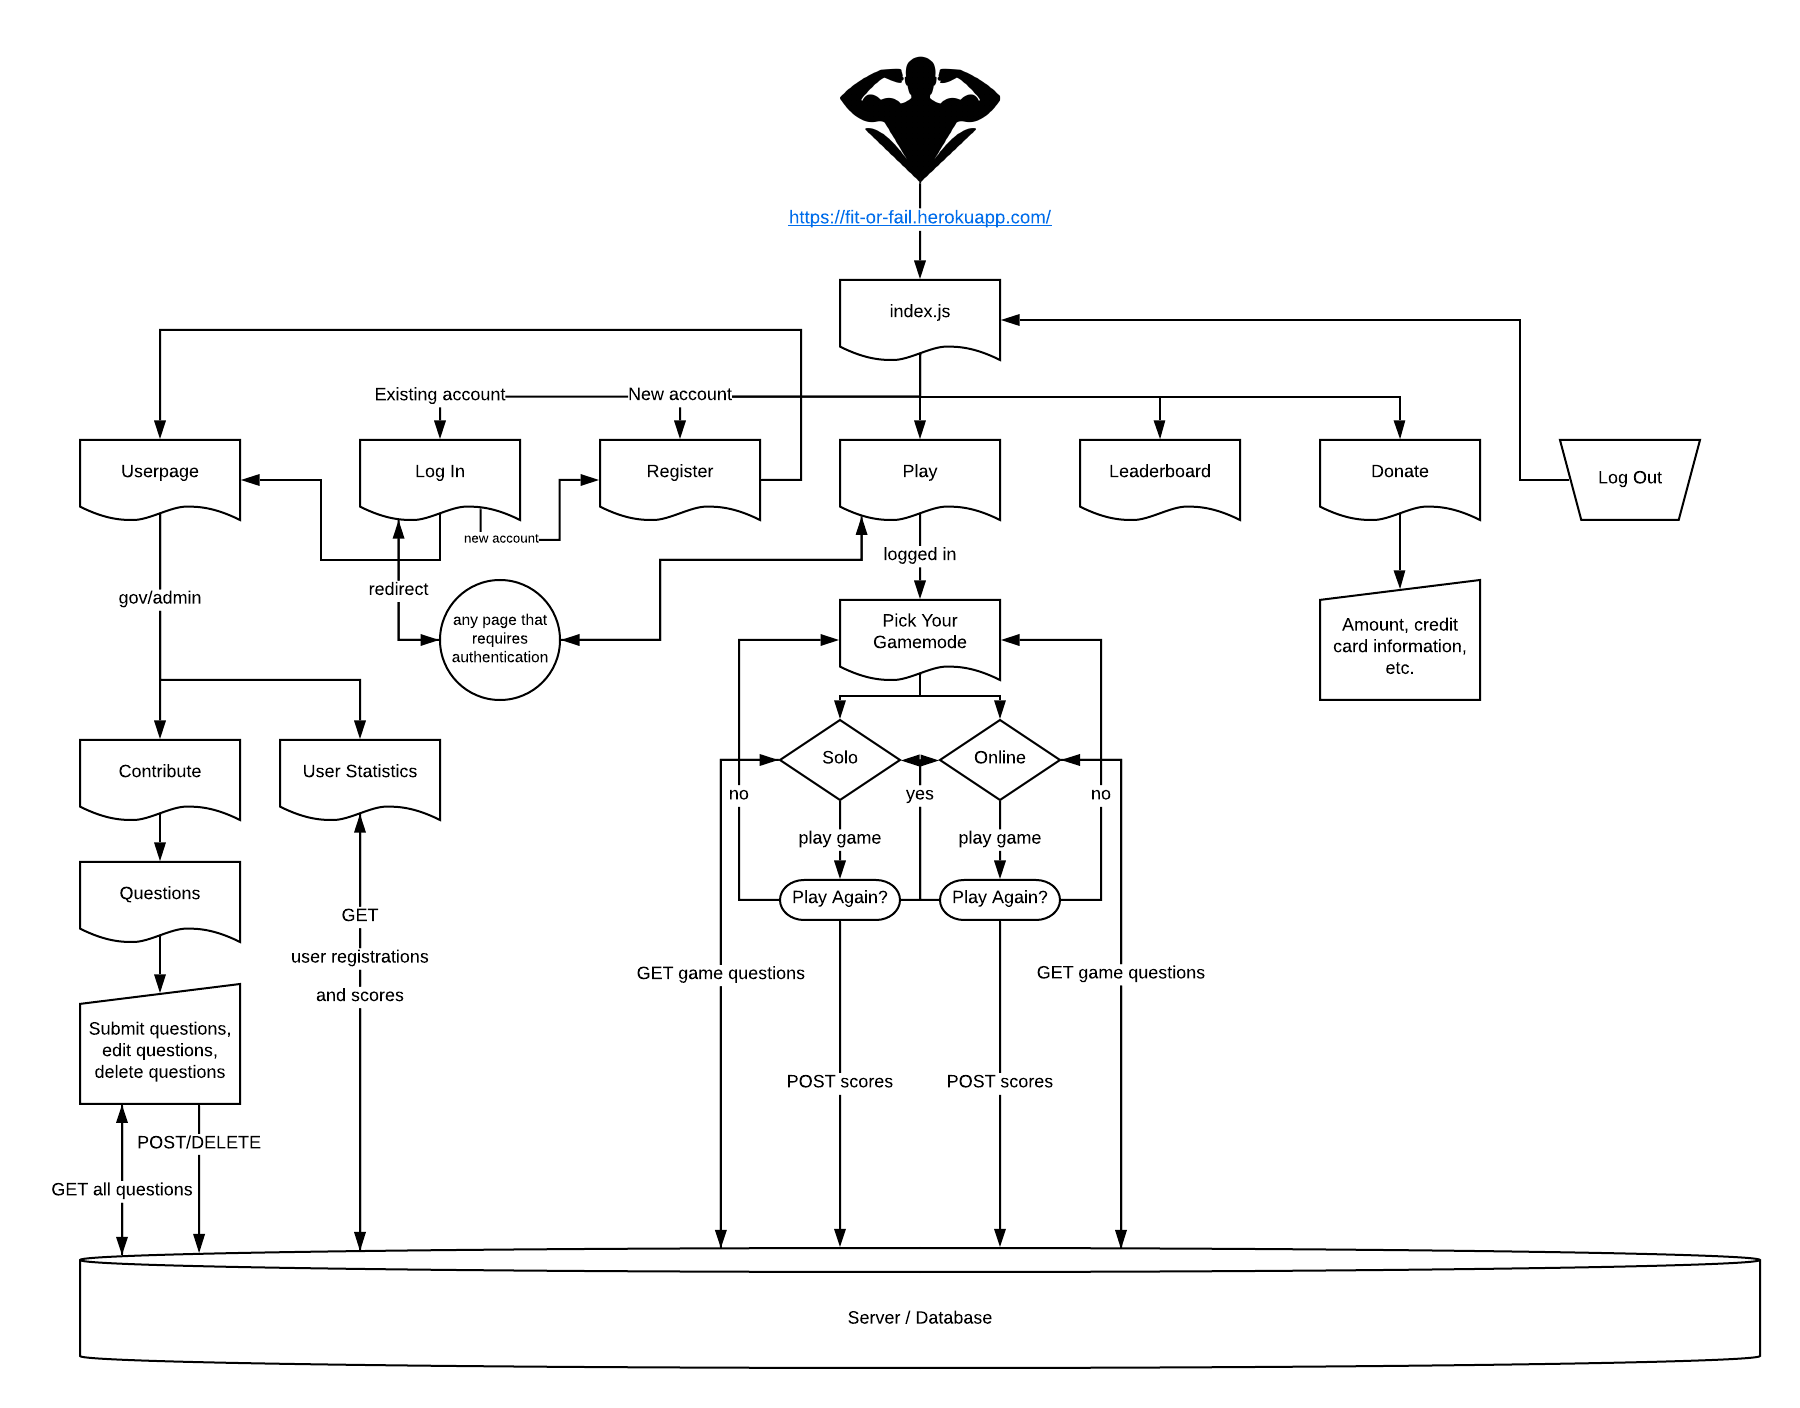 https://fit-or-fail.herokuapp.com/
index.js
Existing account
New account
Userpage
Log In
Register
Play
Leaderboard
Donate
Log Out
new account
logged in
redirect
gov/admin
any page that
requires
authentication
Pick Your
Gamemode
Amount, credit
card information,
etc.
Contribute
User Statistics
Solo
Online
no
yes
no
play game
play game
Questions
Play Again?
Play Again?
GET
user registrations
and scores
GET game questions
GET game questions
Submit questions,
edit questions,
delete questions
POST scores
POST scores
POST/DELETE
GET all questions
Server / Database